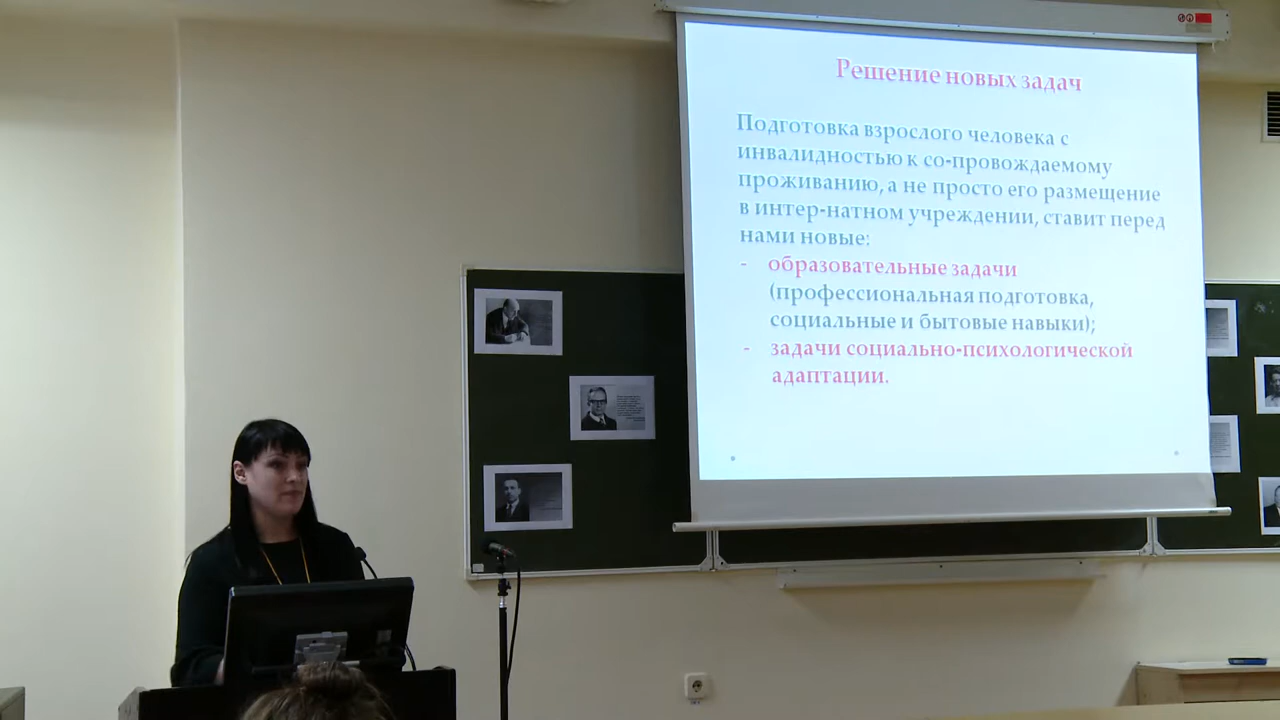 Решение новых задач
Подготовка взрослого человека с
инвалидностью к со-провождаемому
проживанию, а не просто его размещение
в интер-натном учреждении, ставит перед
нами новые:
- образовательные задачи
(профессиональная подготовка,
социальные и бытовые навыки);
- задачи социально-психологической
адаптации.